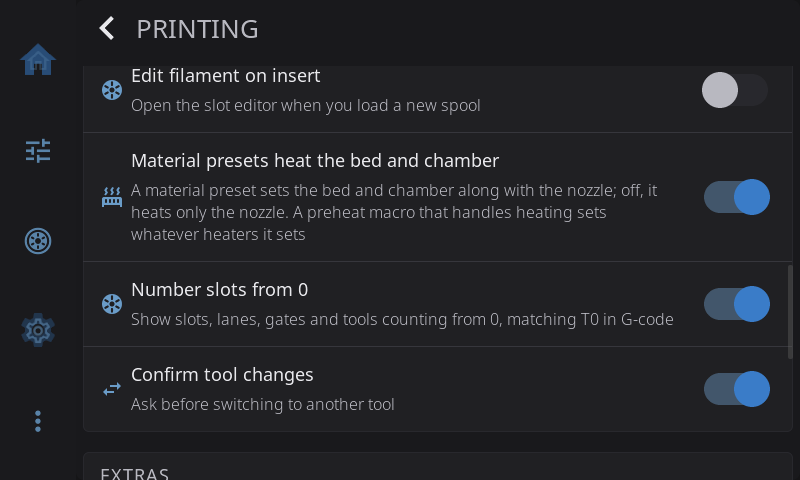 PRINTING
Edit filament on insert
Open the slot editor when you load a new spool
Material presets heat the bed and chamber
A material preset sets the bed and chamber along with the nozzle; off, it
heats only the nozzle. A preheat macro that handles heating sets
whatever heaters it sets
Number slots from 0
Show slots, lanes, gates and tools counting from 0, matching T0 in G-code
Confirm tool changes
Ask before switching to another tool
EXTRAS